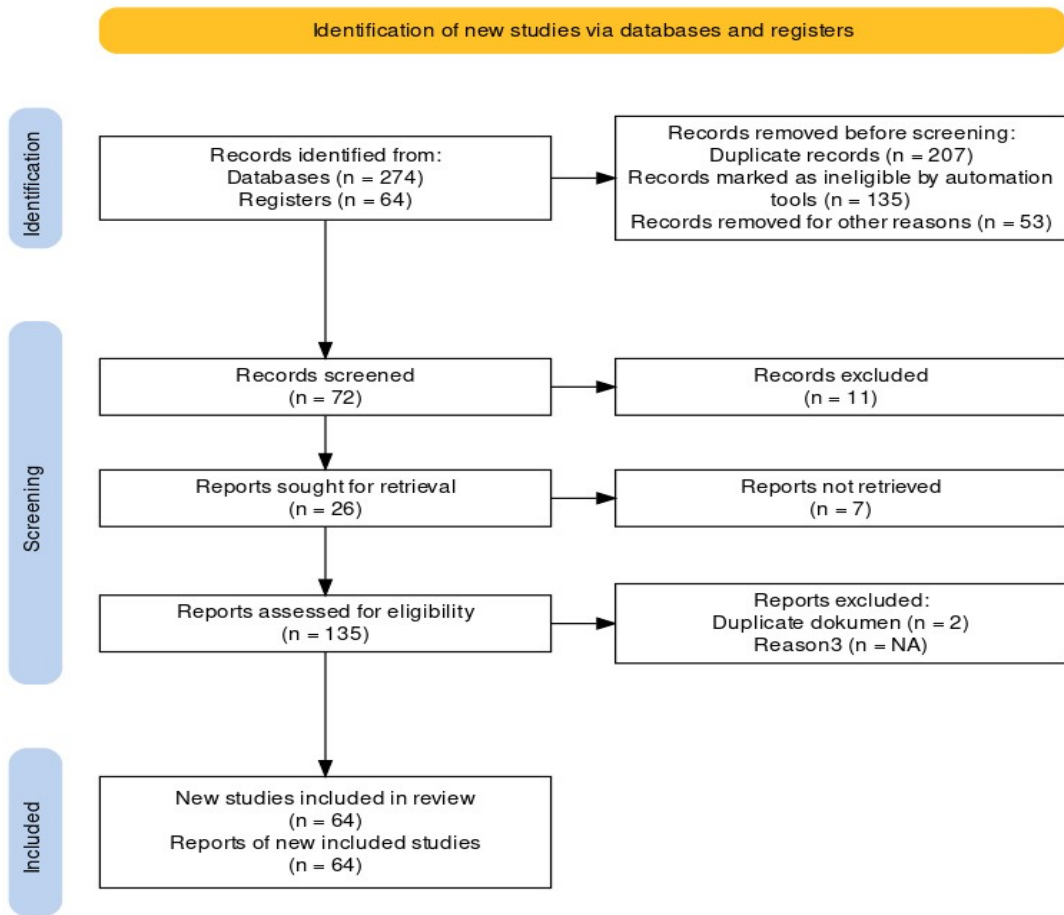 Identification of new studies via databases and registers
Identification
Records identified from:
Databases (n = 274)
Registers (n = 64)
Records removed before screening:
Duplicate records (n = 207)
Records marked as ineligible by automation
tools (n = 135)
Records removed for other reasons (n = 53)
Screening
Records screened
(n = 72)
Records excluded
(n = 11)
Reports sought for retrieval
(n = 26)
Reports not retrieved
(n = 7)
Reports assessed for eligibility
(n = 135)
Reports excluded:
Duplicate dokumen (n = 2)
Reason3 (n = NA)
Included
New studies included in review
(n = 64)
Reports of new included studies
(n = 64)